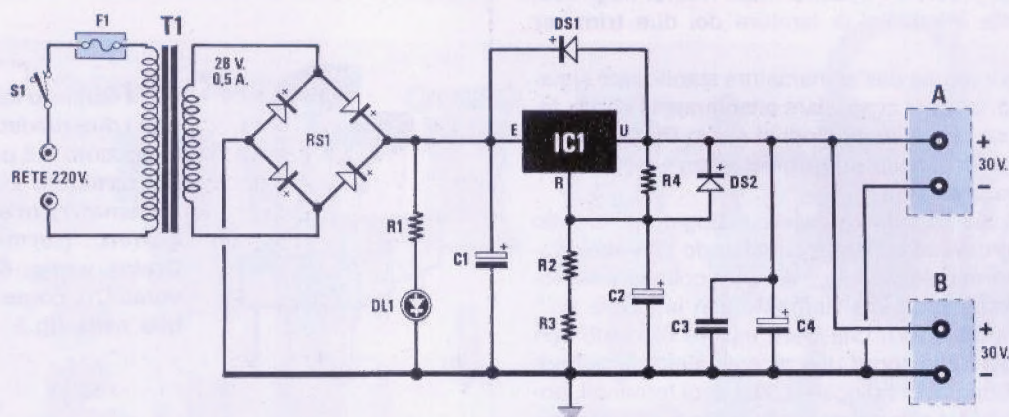 F1
T1
S1
RETE 220V.
28 V.
0,5 A.
RS1
R1
DL1
C1
DS1
E
IC1
U
R
R4
DS2
R2
R3
C2
C3
C4
A
+
30 V.
−
B
+
30 V.